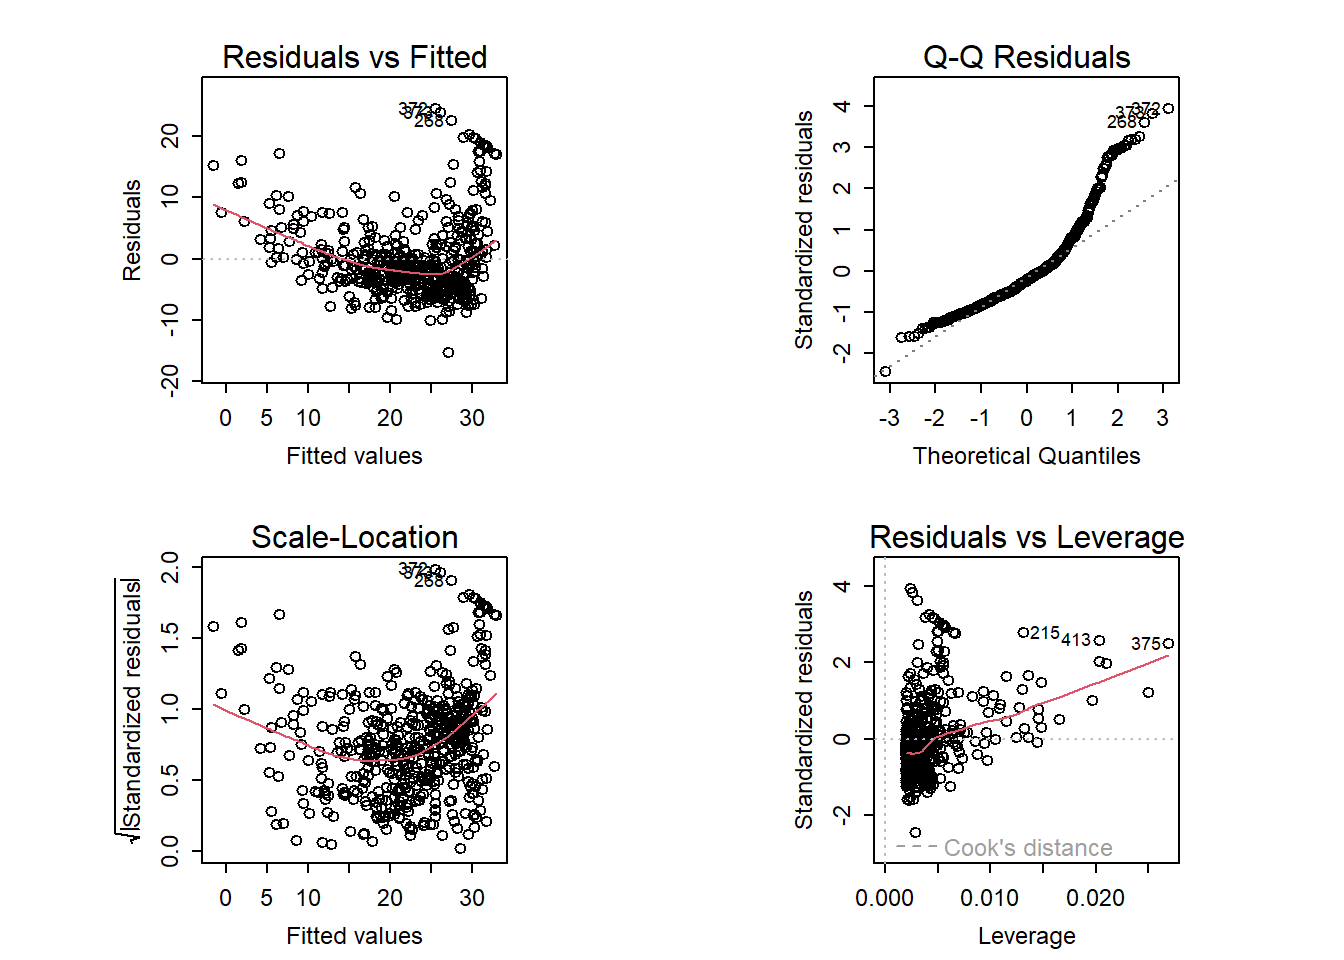 Residuals vs Fitted
Residuals
-20 -10 0 10 20
372
373
268
0 5 10 20 30
Fitted values
Q-Q Residuals
Standardized residuals
-2 -1 0 1 2 3 4
372
373
268
-3 -2 -1 0 1 2 3
Theoretical Quantiles
Scale-Location
√|Standardized residuals|
0.0 0.5 1.0 1.5 2.0
372
373
268
0 5 10 20 30
Fitted values
Residuals vs Leverage
Standardized residuals
-2 0 2 4
215
413
375
Cook's distance
0.000 0.010 0.020
Leverage